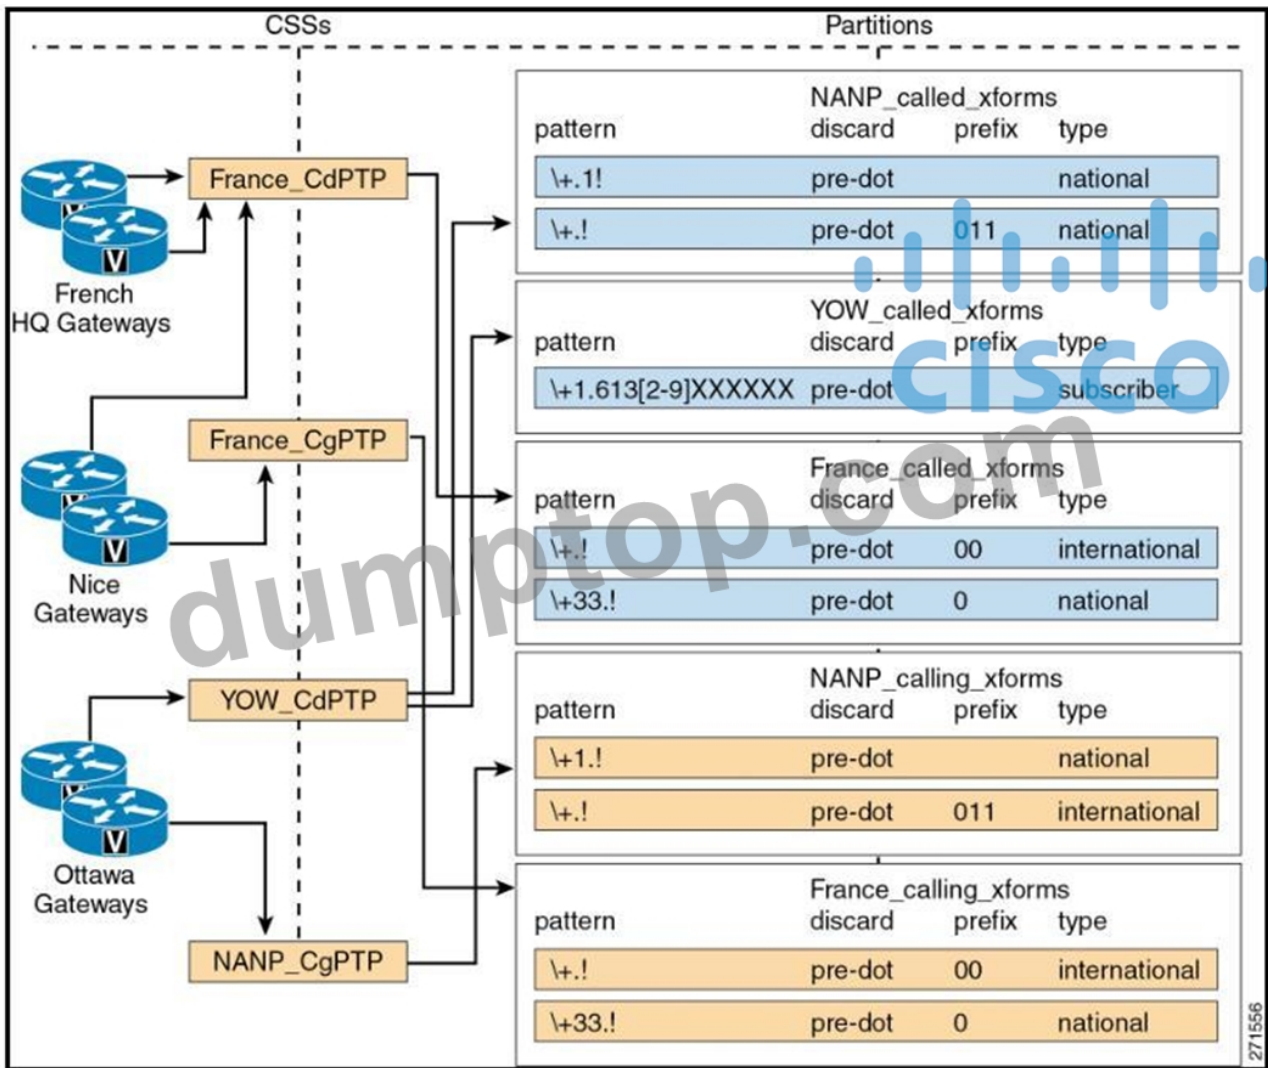 CSSs Partitions
NANP_called_xforms
pattern discard prefix type
\+.1! pre-dot national
\+.! pre-dot 011 national
France_CdPTP
V
V
French
HQ Gateways
YOW_called_xforms
pattern discard prefix type
\+1.613[2-9]XXXXXX pre-dot subscriber
cisco
France_CgPTP
V
V
Nice
Gateways
France_called_xforms
pattern discard prefix type
\+.! pre-dot 00 international
\+33.! pre-dot 0 national
dumptop.com
YOW_CdPTP
V
V
Ottawa
Gateways
NANP_calling_xforms
pattern discard prefix type
\+1.! pre-dot national
\+.! pre-dot 011 international
NANP_CgPTP
France_calling_xforms
pattern discard prefix type
\+.! pre-dot 00 international
\+33.! pre-dot 0 national
271556